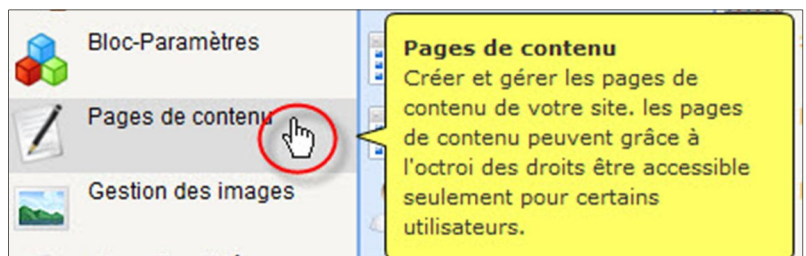 Bloc-Paramètres
Pages de contenu
Gestion des images
Pages de contenu
Créer et gérer les pages de
contenu de votre site. les pages
de contenu peuvent grâce à
l'octroi des droits être accessible
seulement pour certains
utilisateurs.